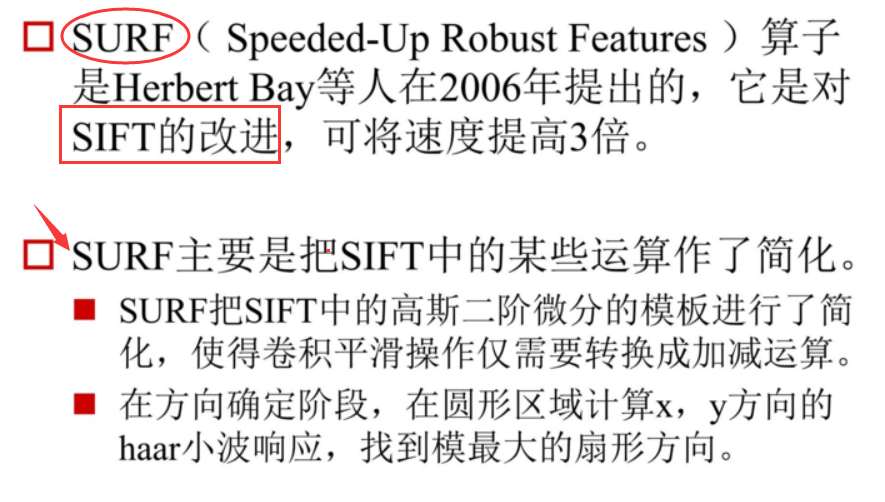 SURF（ Speeded-Up Robust Features ）算子
是Herbert Bay等人在2006年提出的，它是对
SIFT的改进，可将速度提高3倍。
SURF主要是把SIFT中的某些运算作了简化。
SURF把SIFT中的高斯二阶微分的模板进行了简
化，使得卷积平滑操作仅需要转换成加减运算。
在方向确定阶段，在圆形区域计算x，y方向的
haar小波响应，找到模最大的扇形方向。